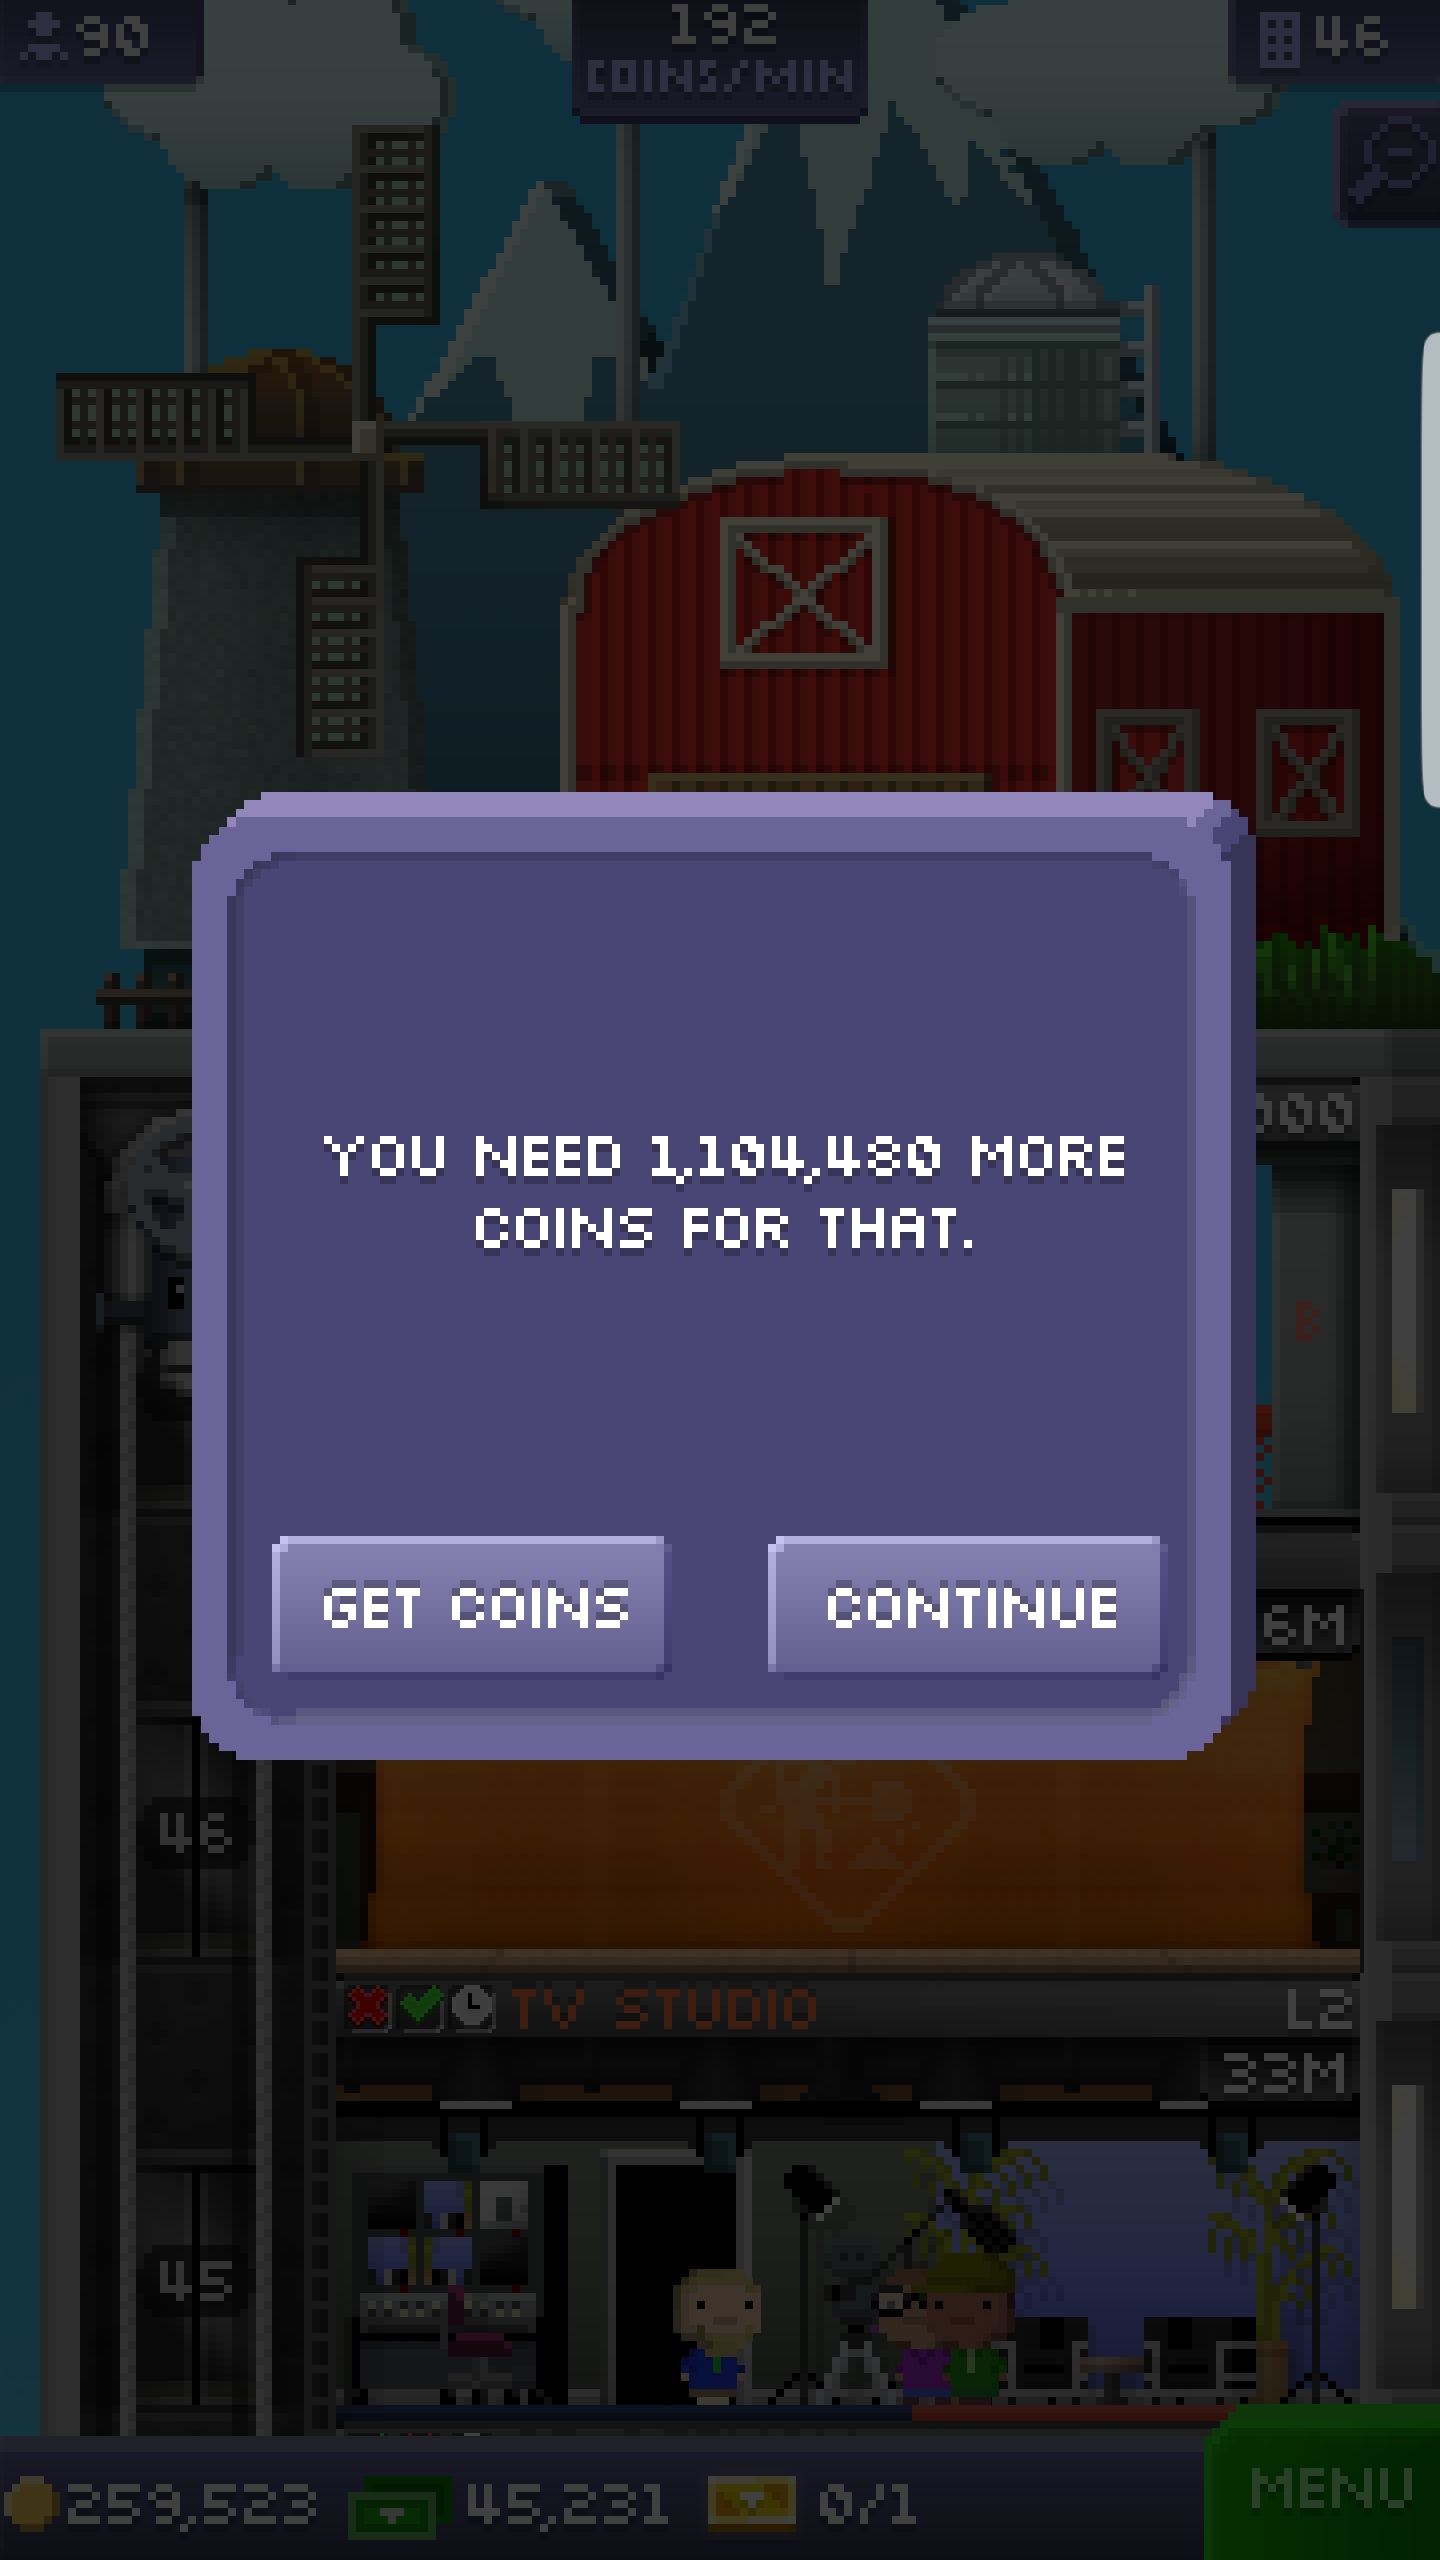 90
192
COINS/MIN
46
000
YOU NEED 1,104,480 MORE
COINS FOR THAT.
B
GET COINS
CONTINUE
6M
46
TV STUDIO
L2
33M
45
259,523
45,231
0/1
MENU